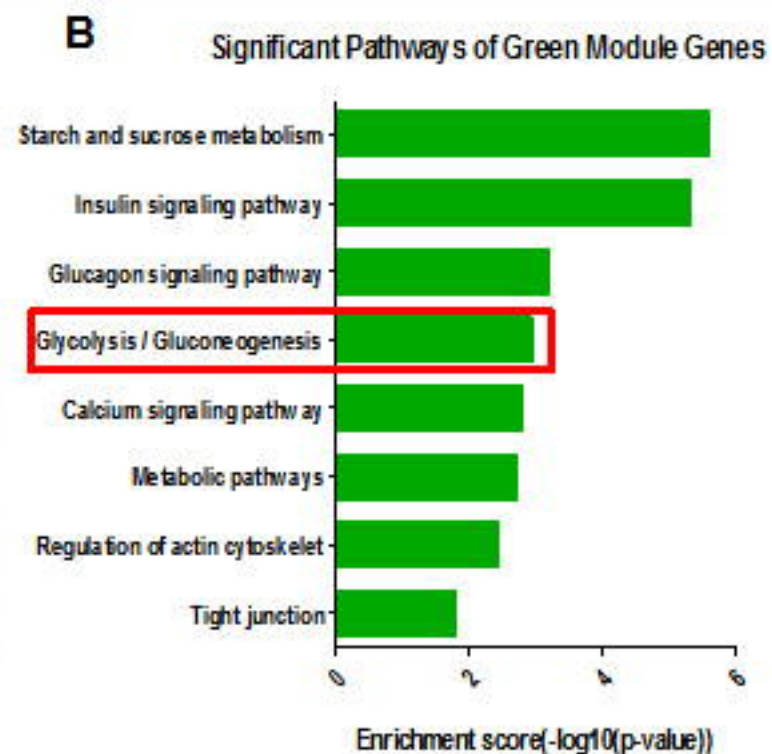 B
Significant Pathways of Green Module Genes
Starch and sucrose metabolism
Insulin signaling pathway
Glucagon signaling pathway
Glycolysis / Gluconeogenesis
Calcium signaling pathway
Metabolic pathways
Regulation of actin cytoskelet
Tight junction
0 2 4 6
Enrichment score(-log10(p-value))